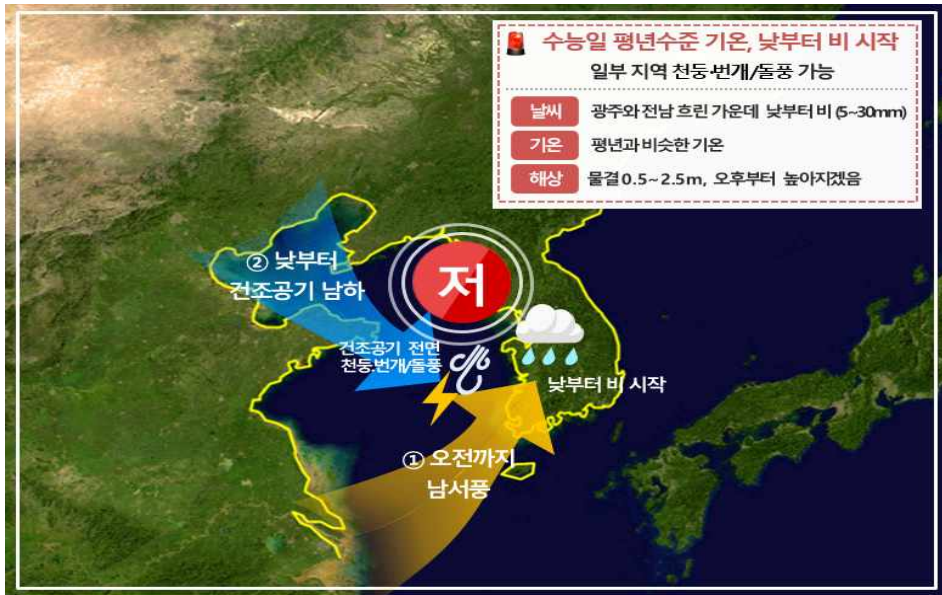 수능일 평년수준 기온, 낮부터 비 시작
일부 지역 천둥·번개/돌풍 가능
날씨 광주와 전남 흐린 가운데 낮부터 비 (5~30mm)
기온 평년과 비슷한 기온
해상 물결 0.5~2.5m, 오후부터 높아지겠음
② 낮부터
건조공기 남하
저
건조공기 전면
천둥.번개/돌풍
낮부터 비 시작
① 오전까지
남서풍